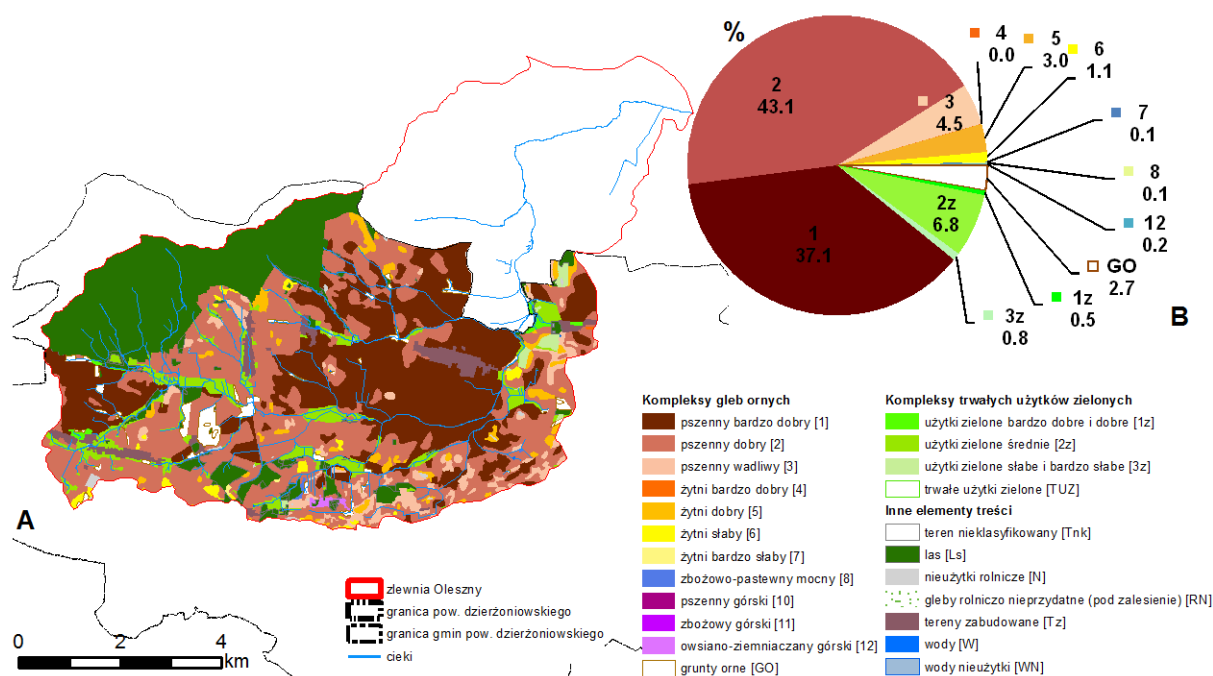 %
2
43.1
3
4.5
4
0.0
5
3.0
6
1.1
7
0.1
8
0.1
12
0.2
GO
2.7
1z
0.5
2z
6.8
3z
0.8
1
37.1
B
A
0 2 4
km
zlewnia Oleszny
granica pow. dzierżoniowskiego
granica gmin pow. dzierżoniowskiego
cieki
Kompleksy gleb ornych
pszenny bardzo dobry [1]
pszenny dobry [2]
pszenny wadliwy [3]
żytni bardzo dobry [4]
żytni dobry [5]
żytni słaby [6]
żytni bardzo słaby [7]
zbożowo-pastewny mocny [8]
pszenny górski [10]
zbożowy górski [11]
owsiano-ziemniaczany górski [12]
grunty orne [GO]
Kompleksy trwałych użytków zielonych
użytki zielone bardzo dobre i dobre [1z]
użytki zielone średnie [2z]
użytki zielone słabe i bardzo słabe [3z]
trwałe użytki zielone [TUZ]
Inne elementy treści
teren nieklasyfikowany [Tnk]
las [Ls]
nieużytki rolnicze [N]
gleby rolniczo nieprzydatne (pod zalesienie) [RN]
tereny zabudowane [Tz]
wody [W]
wody nieużytki [WN]